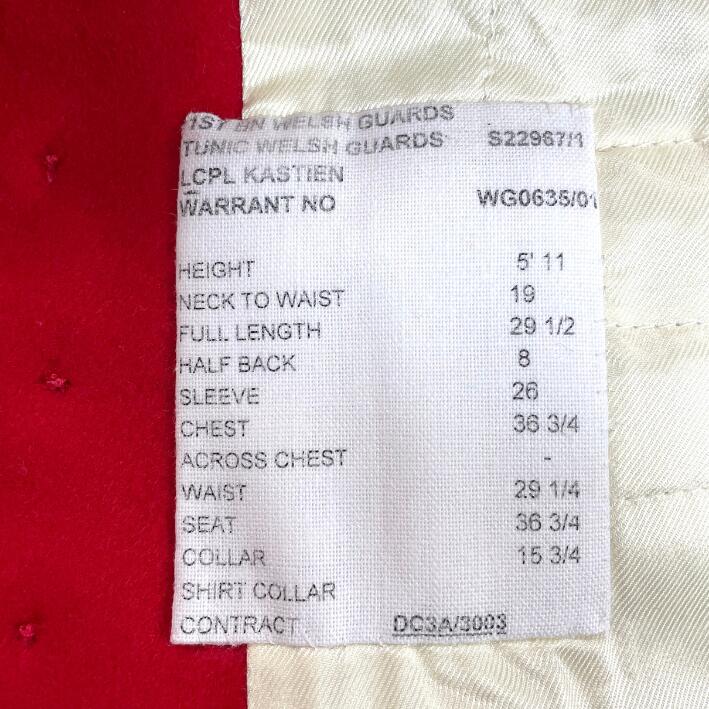 1ST BN WELSH GUARDS
TUNIC WELSH GUARDS S22967/1
LCPL KASTIEN
WARRANT NO WG0635/01
HEIGHT 5' 11
NECK TO WAIST 19
FULL LENGTH 29 1/2
HALF BACK 8
SLEEVE 26
CHEST 36 3/4
ACROSS CHEST -
WAIST 29 1/4
SEAT 36 3/4
COLLAR 15 3/4
SHIRT COLLAR
CONTRACT DC3A/3003